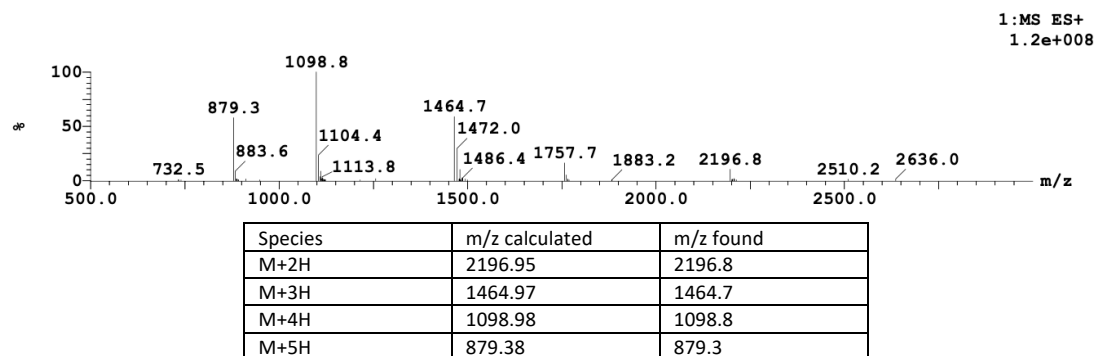 1:MS ES+
1.2e+008
100
1098.8
879.3
1464.7
%
50
1104.4
1472.0
883.6
1113.8
1486.4
1757.7
732.5
1883.2
2196.8
2510.2
2636.0
0
m/z
500.0 1000.0 1500.0 2000.0 2500.0
Species m/z calculated m/z found
M+2H 2196.95 2196.8
M+3H 1464.97 1464.7
M+4H 1098.98 1098.8
M+5H 879.38 879.3